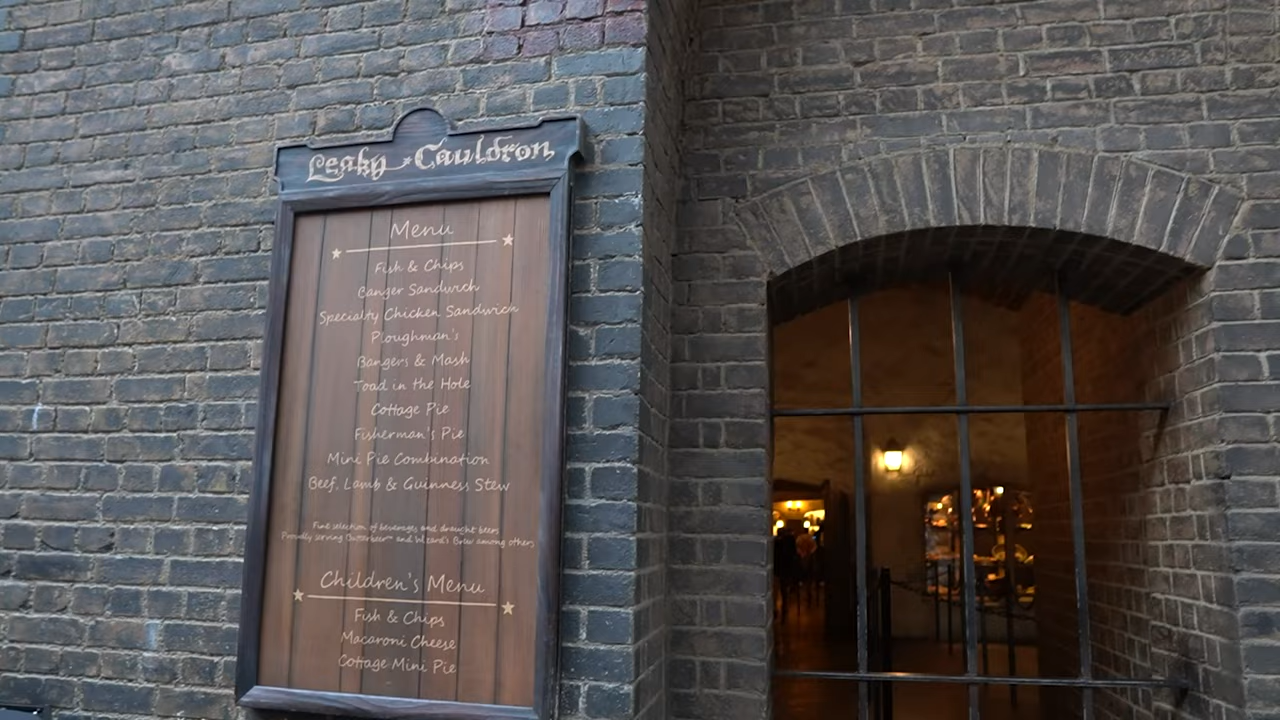 Leaky Cauldron
Menu
Fish & Chips
Banger Sandwich
Specialty Chicken Sandwich
Ploughman's
Bangers & Mash
Toad in the Hole
Cottage Pie
Fisherman's Pie
Mini Pie Combination
Beef, Lamb & Guinness Stew
Fine selection of beverages and draught beers
Proudly serving Butterbeer™ and Wizard's Brew among others
Children's Menu
Fish & Chips
Macaroni Cheese
Cottage Mini Pie